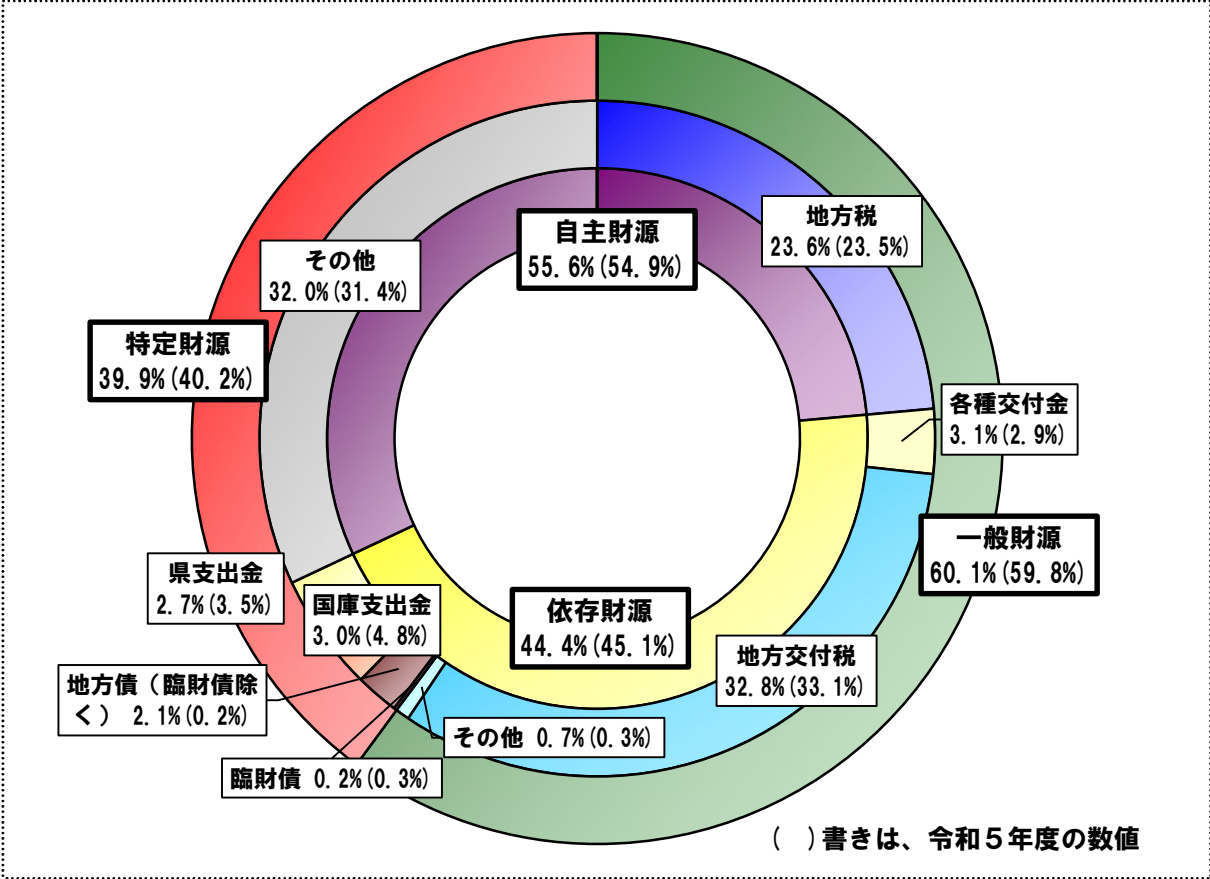 自主財源
55.6%(54.9%)
地方税
23.6%(23.5%)
その他
32.0%(31.4%)
特定財源
39.9%(40.2%)
各種交付金
3.1%(2.9%)
一般財源
60.1%(59.8%)
県支出金
2.7%(3.5%)
国庫支出金
3.0%(4.8%)
依存財源
44.4%(45.1%)
地方交付税
32.8%(33.1%)
地方債（臨財債除
く） 2.1%(0.2%)
その他 0.7%(0.3%)
臨財債 0.2%(0.3%)
（　）書きは、令和５年度の数値